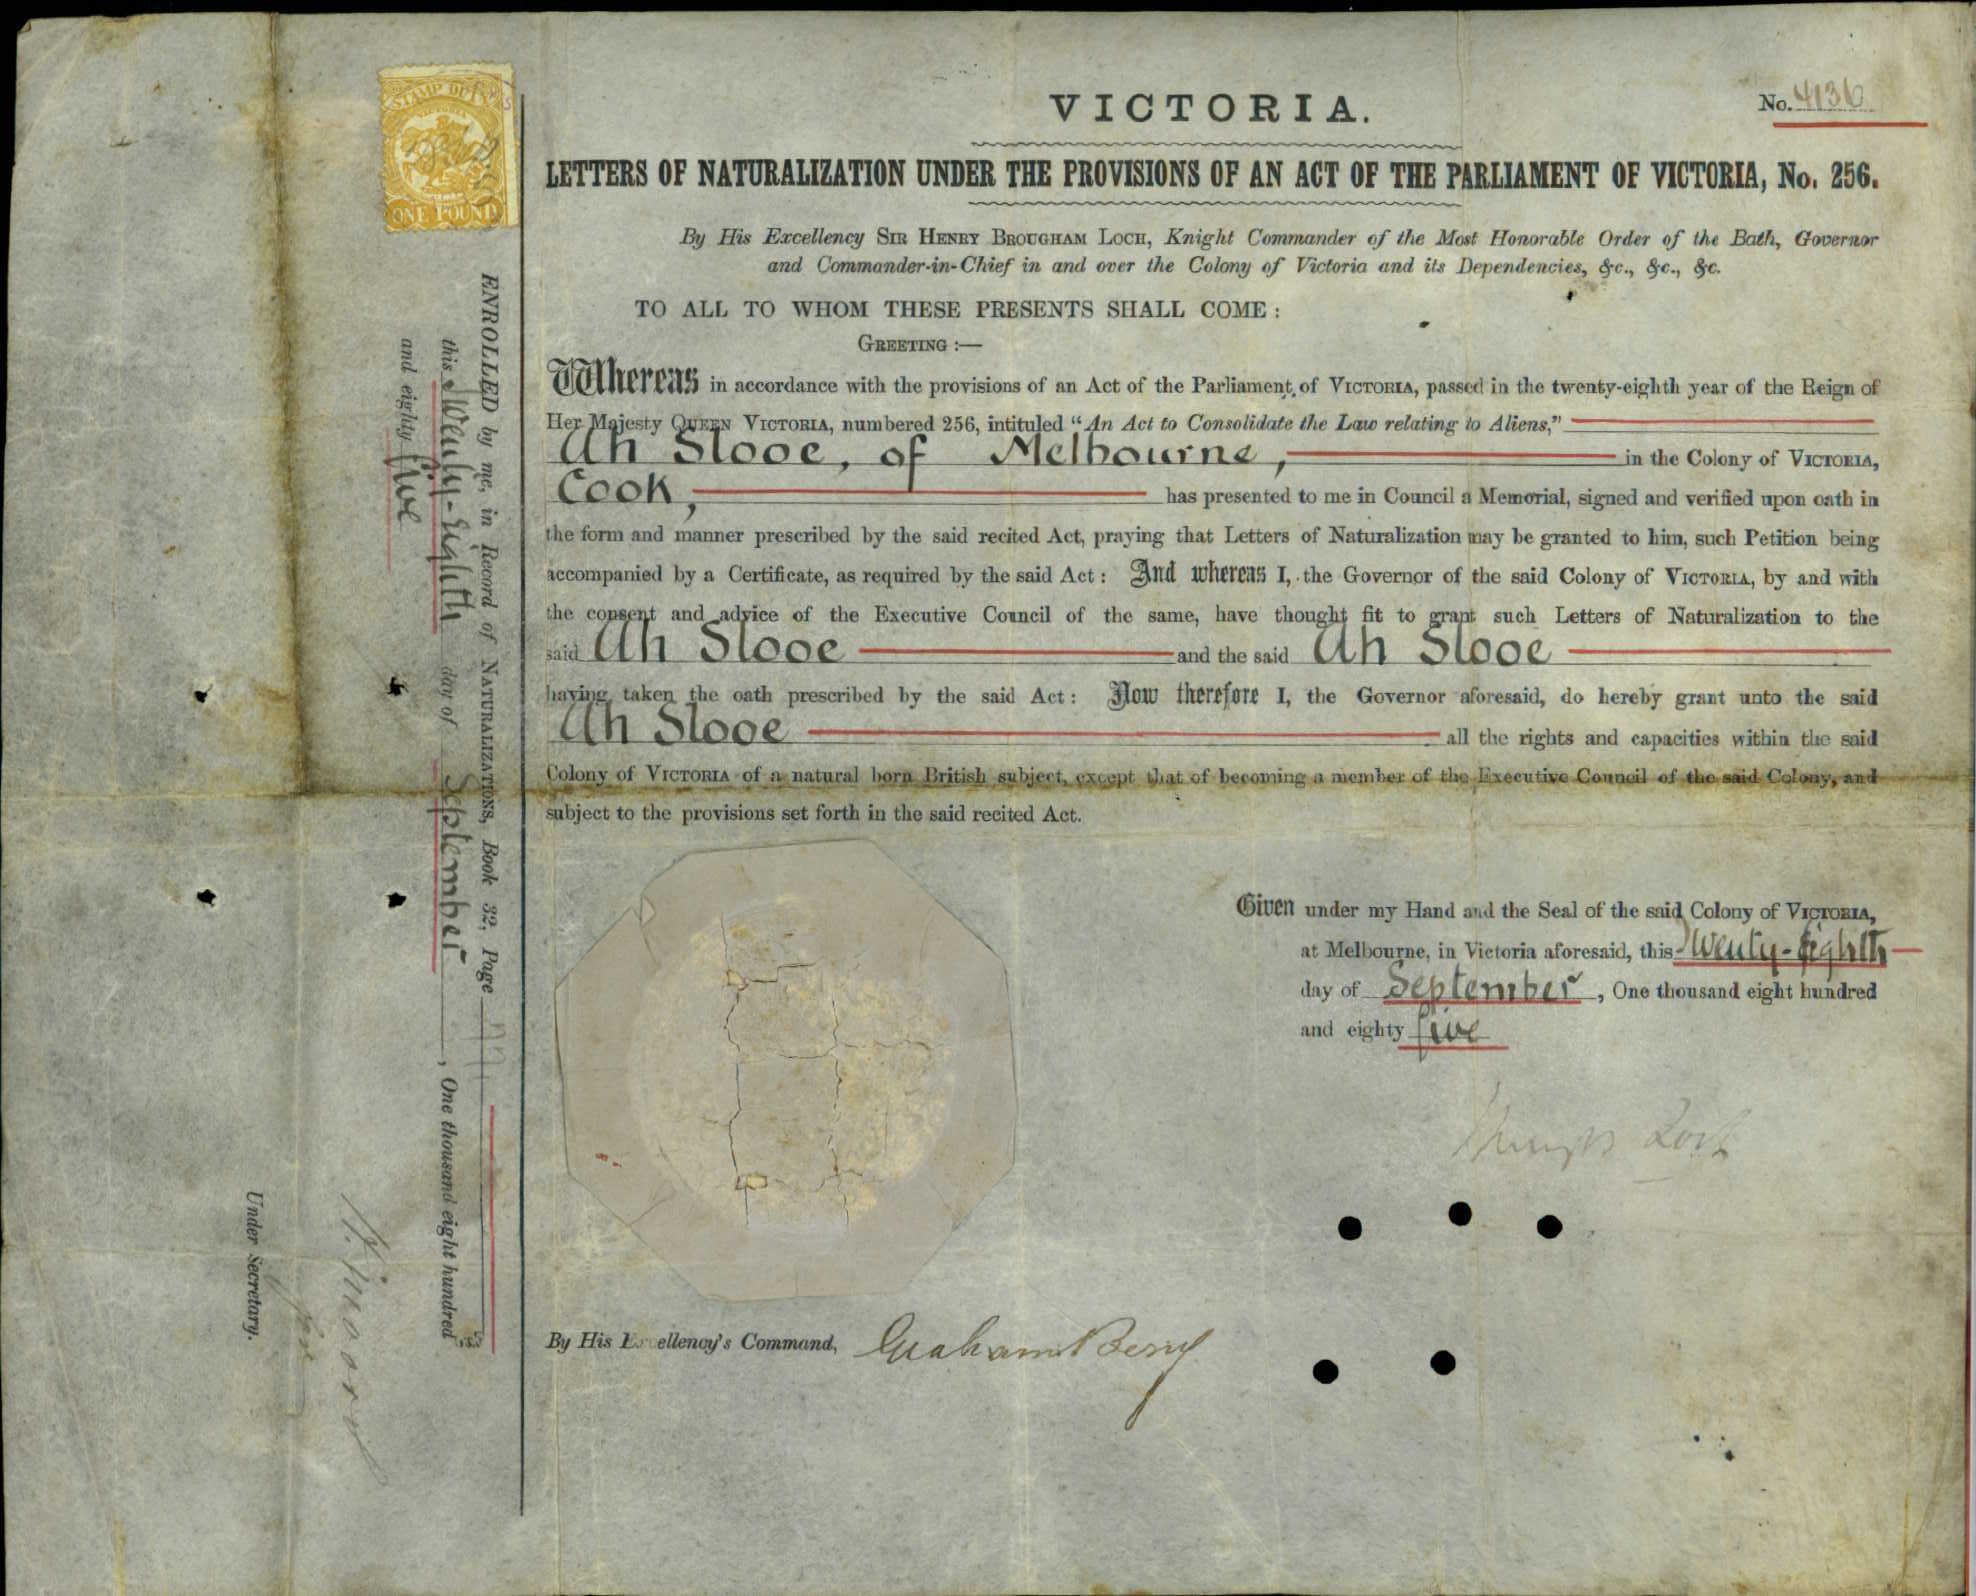 VICTORIA.
No. 4136
LETTERS OF NATURALIZATION UNDER THE PROVISIONS OF AN ACT OF THE PARLIAMENT OF VICTORIA, No. 256.
By His Excellency SIR HENRY BROUGHAM LOCH, Knight Commander of the Most Honorable Order of the Bath, Governor
and Commander-in-Chief in and over the Colony of Victoria and its Dependencies, &c., &c., &c.
TO ALL TO WHOM THESE PRESENTS SHALL COME:
GREETING:—
Whereas in accordance with the provisions of an Act of the Parliament of VICTORIA, passed in the twenty-eighth year of the Reign of
Her Majesty QUEEN VICTORIA, numbered 256, intituled "An Act to Consolidate the Law relating to Aliens,"
Ah Slooe, of Melbourne, in the Colony of VICTORIA,
Cook, has presented to me in Council a Memorial, signed and verified upon oath in
the form and manner prescribed by the said recited Act, praying that Letters of Naturalization may be granted to him, such Petition being
accompanied by a Certificate, as required by the said Act: And whereas I, the Governor of the said Colony of VICTORIA, by and with
the consent and advice of the Executive Council of the same, have thought fit to grant such Letters of Naturalization to the
said Ah Slooe and the said Ah Slooe
having taken the oath prescribed by the said Act: Now therefore I, the Governor aforesaid, do hereby grant unto the said
Ah Slooe all the rights and capacities within the said
Colony of VICTORIA of a natural born British subject, except that of becoming a member of the Executive Council of the said Colony, and
subject to the provisions set forth in the said recited Act.
Given under my Hand and the Seal of the said Colony of VICTORIA,
at Melbourne, in Victoria aforesaid, this Twenty-Eighth
day of September, One thousand eight hundred
and eighty five
Loch
By His Excellency's Command, Graham Berry
STAMP DUTY
ONE POUND
ENROLLED by me, in Record of NATURALIZATIONS, Book 32, Page
this Twenty-Eighth day of September, One thousand eight hundred
and eighty five
Under Secretary.